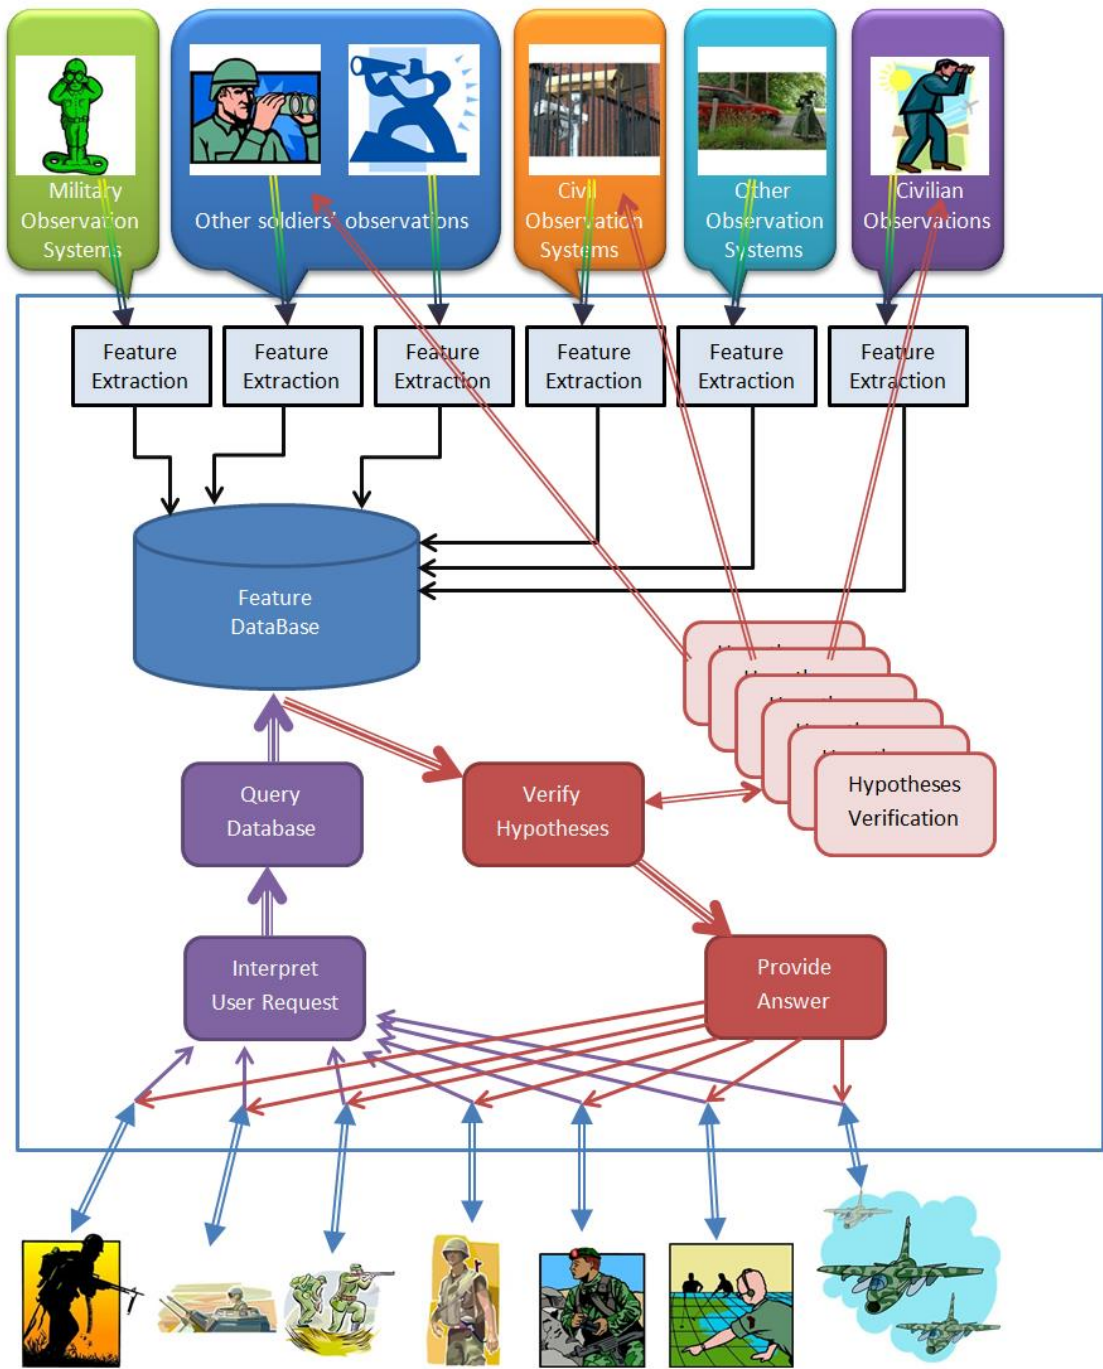 Military
Observation
Systems
Other soldiers' observations
Civil
Observation
Systems
Other
Observation
Systems
Civilian
Observations
Feature
Extraction
Feature
Extraction
Feature
Extraction
Feature
Extraction
Feature
Extraction
Feature
Extraction
Feature
DataBase
Hypotheses
Verification
Query
Database
Verify
Hypotheses
Interpret
User Request
Provide
Answer